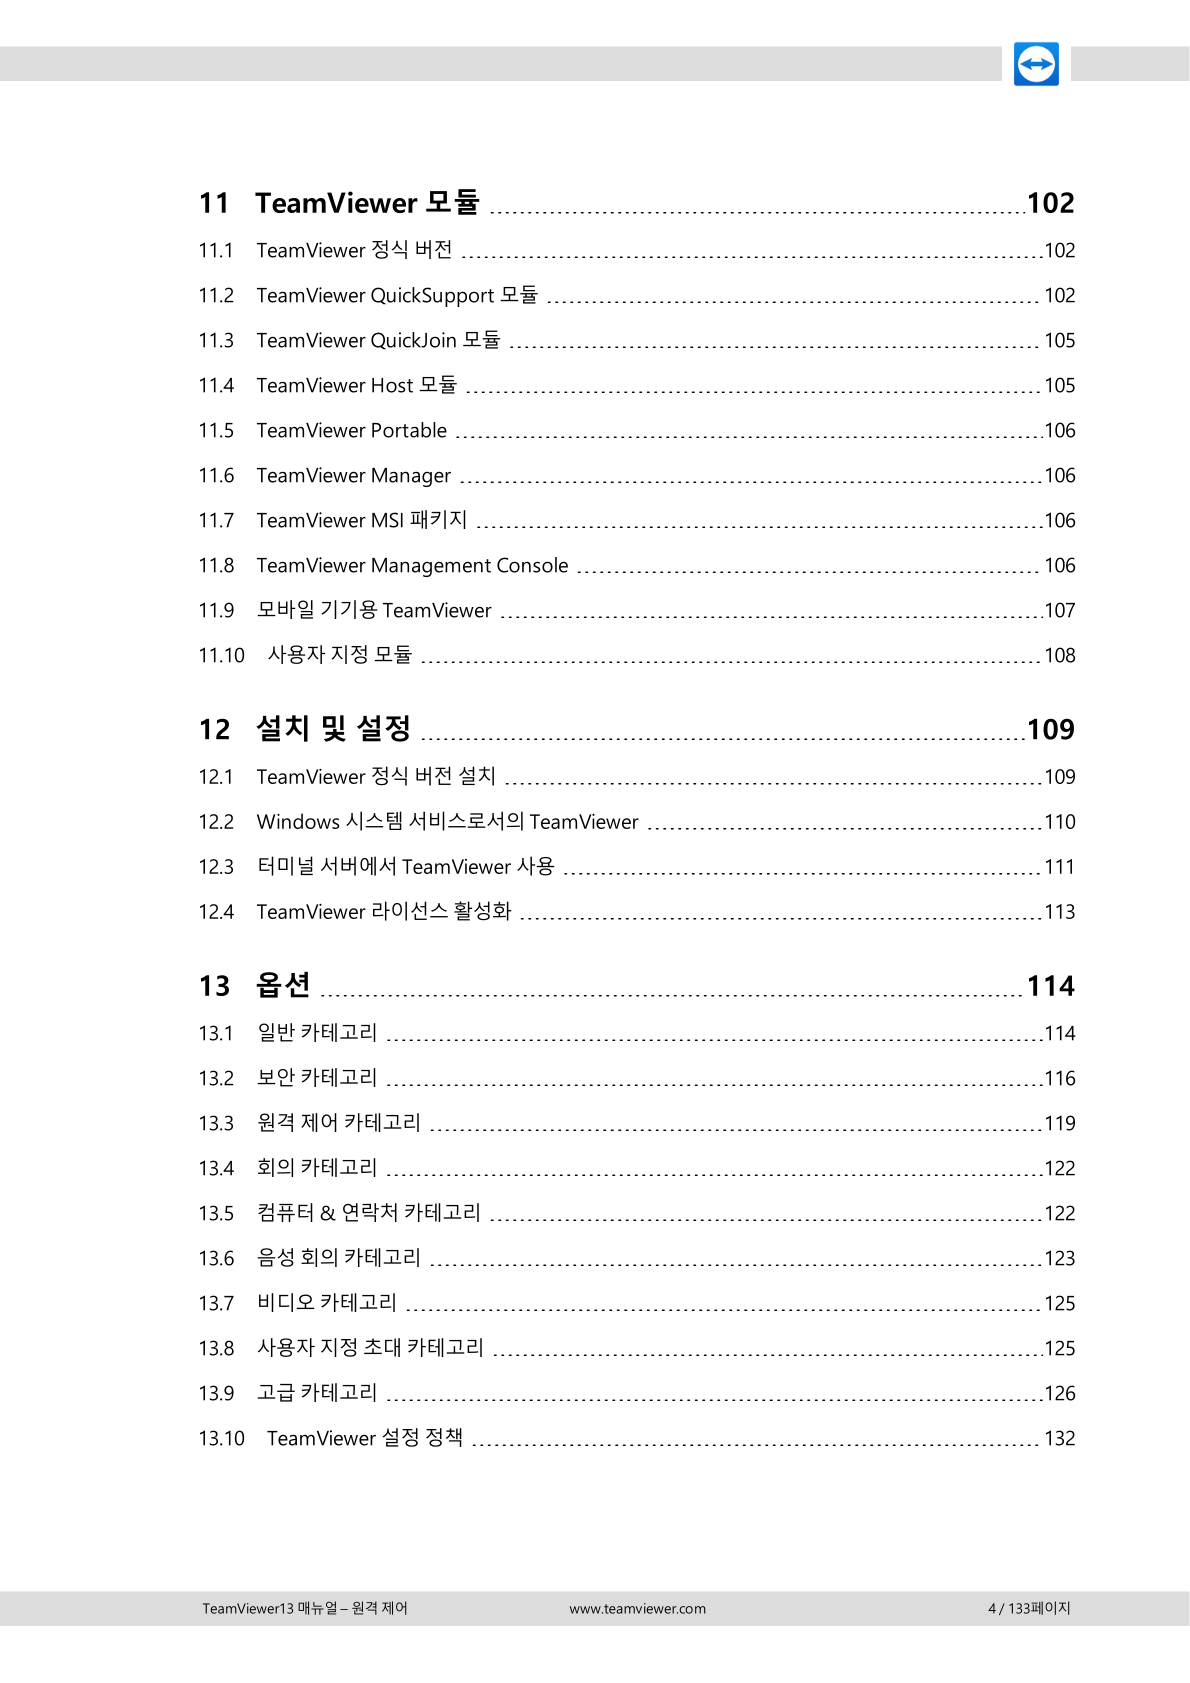 11 TeamViewer 모듈 102
11.1 TeamViewer 정식 버전 102
11.2 TeamViewer QuickSupport 모듈 102
11.3 TeamViewer QuickJoin 모듈 105
11.4 TeamViewer Host 모듈 105
11.5 TeamViewer Portable 106
11.6 TeamViewer Manager 106
11.7 TeamViewer MSI 패키지 106
11.8 TeamViewer Management Console 106
11.9 모바일 기기용 TeamViewer 107
11.10 사용자 지정 모듈 108
12 설치 및 설정 109
12.1 TeamViewer 정식 버전 설치 109
12.2 Windows 시스템 서비스로서의 TeamViewer 110
12.3 터미널 서버에서 TeamViewer 사용 111
12.4 TeamViewer 라이선스 활성화 113
13 옵션 114
13.1 일반 카테고리 114
13.2 보안 카테고리 116
13.3 원격 제어 카테고리 119
13.4 회의 카테고리 122
13.5 컴퓨터 & 연락처 카테고리 122
13.6 음성 회의 카테고리 123
13.7 비디오 카테고리 125
13.8 사용자 지정 초대 카테고리 125
13.9 고급 카테고리 126
13.10 TeamViewer 설정 정책 132
TeamViewer13 매뉴얼 – 원격 제어 www.teamviewer.com 4 / 133페이지